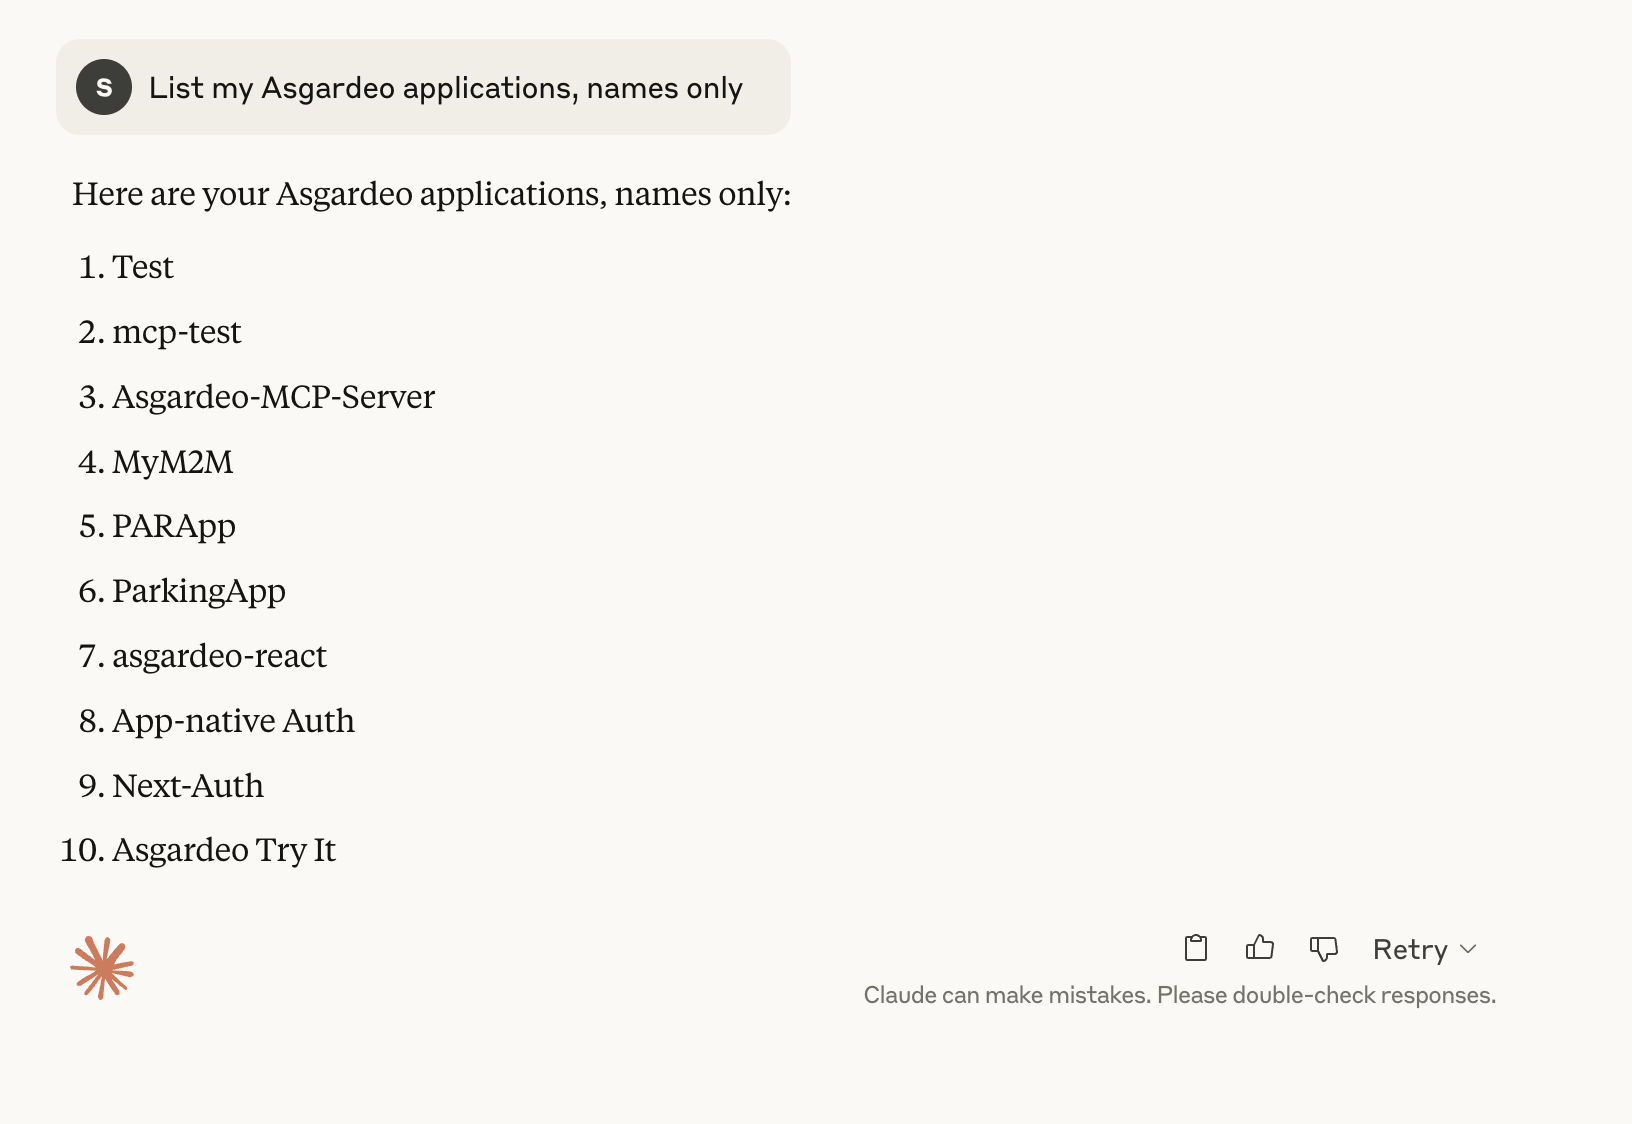 S List my Asgardeo applications, names only
Here are your Asgardeo applications, names only:
1. Test
2. mcp-test
3. Asgardeo-MCP-Server
4. MyM2M
5. PARApp
6. ParkingApp
7. asgardeo-react
8. App-native Auth
9. Next-Auth
10. Asgardeo Try It
Retry
Claude can make mistakes. Please double-check responses.